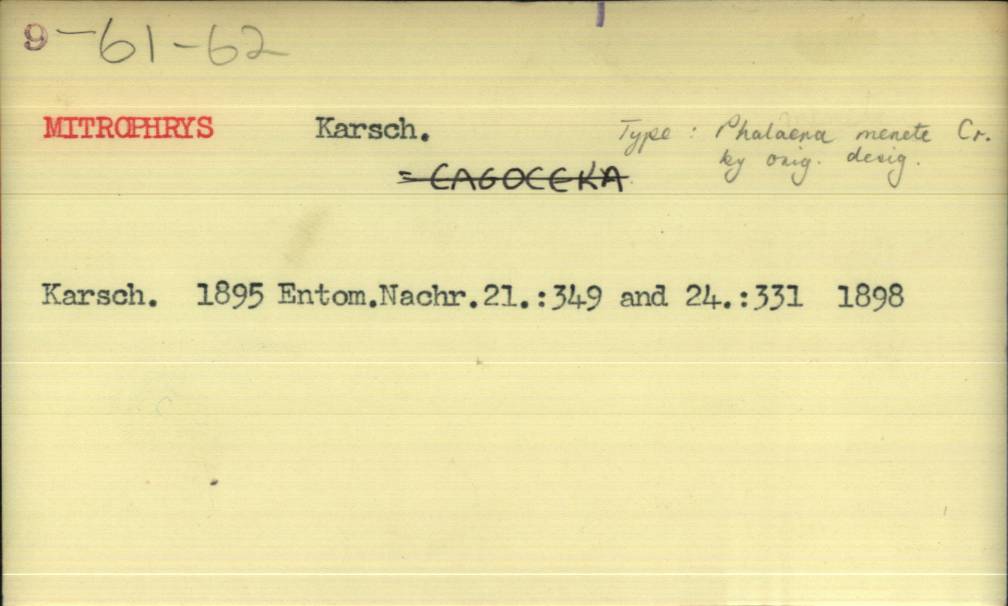 9-61-62
MITROPHRYS Karsch. Type: Phalaena menete Cr.
by orig. desig.
= CAGOCEKA
Karsch. 1895 Entom.Nachr.21.:349 and 24.:331 1898